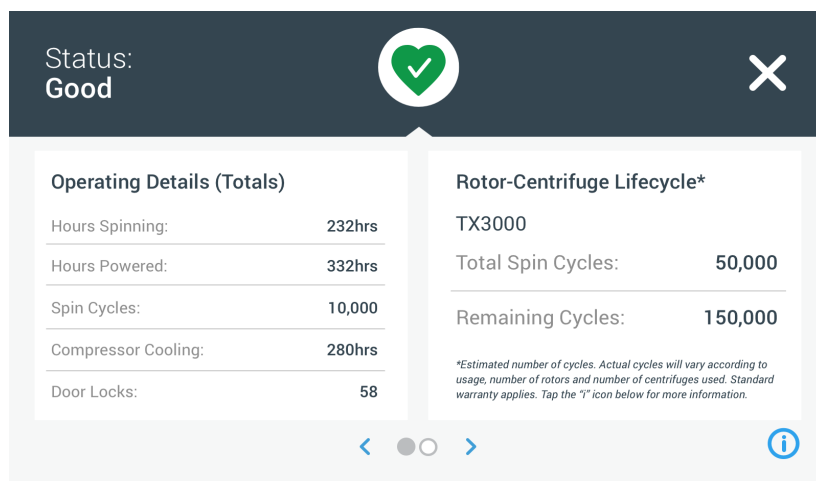 Status:
Good
Operating Details (Totals)
Hours Spinning: 232hrs
Hours Powered: 332hrs
Spin Cycles: 10,000
Compressor Cooling: 280hrs
Door Locks: 58
Rotor-Centrifuge Lifecycle*
TX3000
Total Spin Cycles: 50,000
Remaining Cycles: 150,000
*Estimated number of cycles. Actual cycles will vary according to
usage, number of rotors and number of centrifuges used. Standard
warranty applies. Tap the “i” icon below for more information.